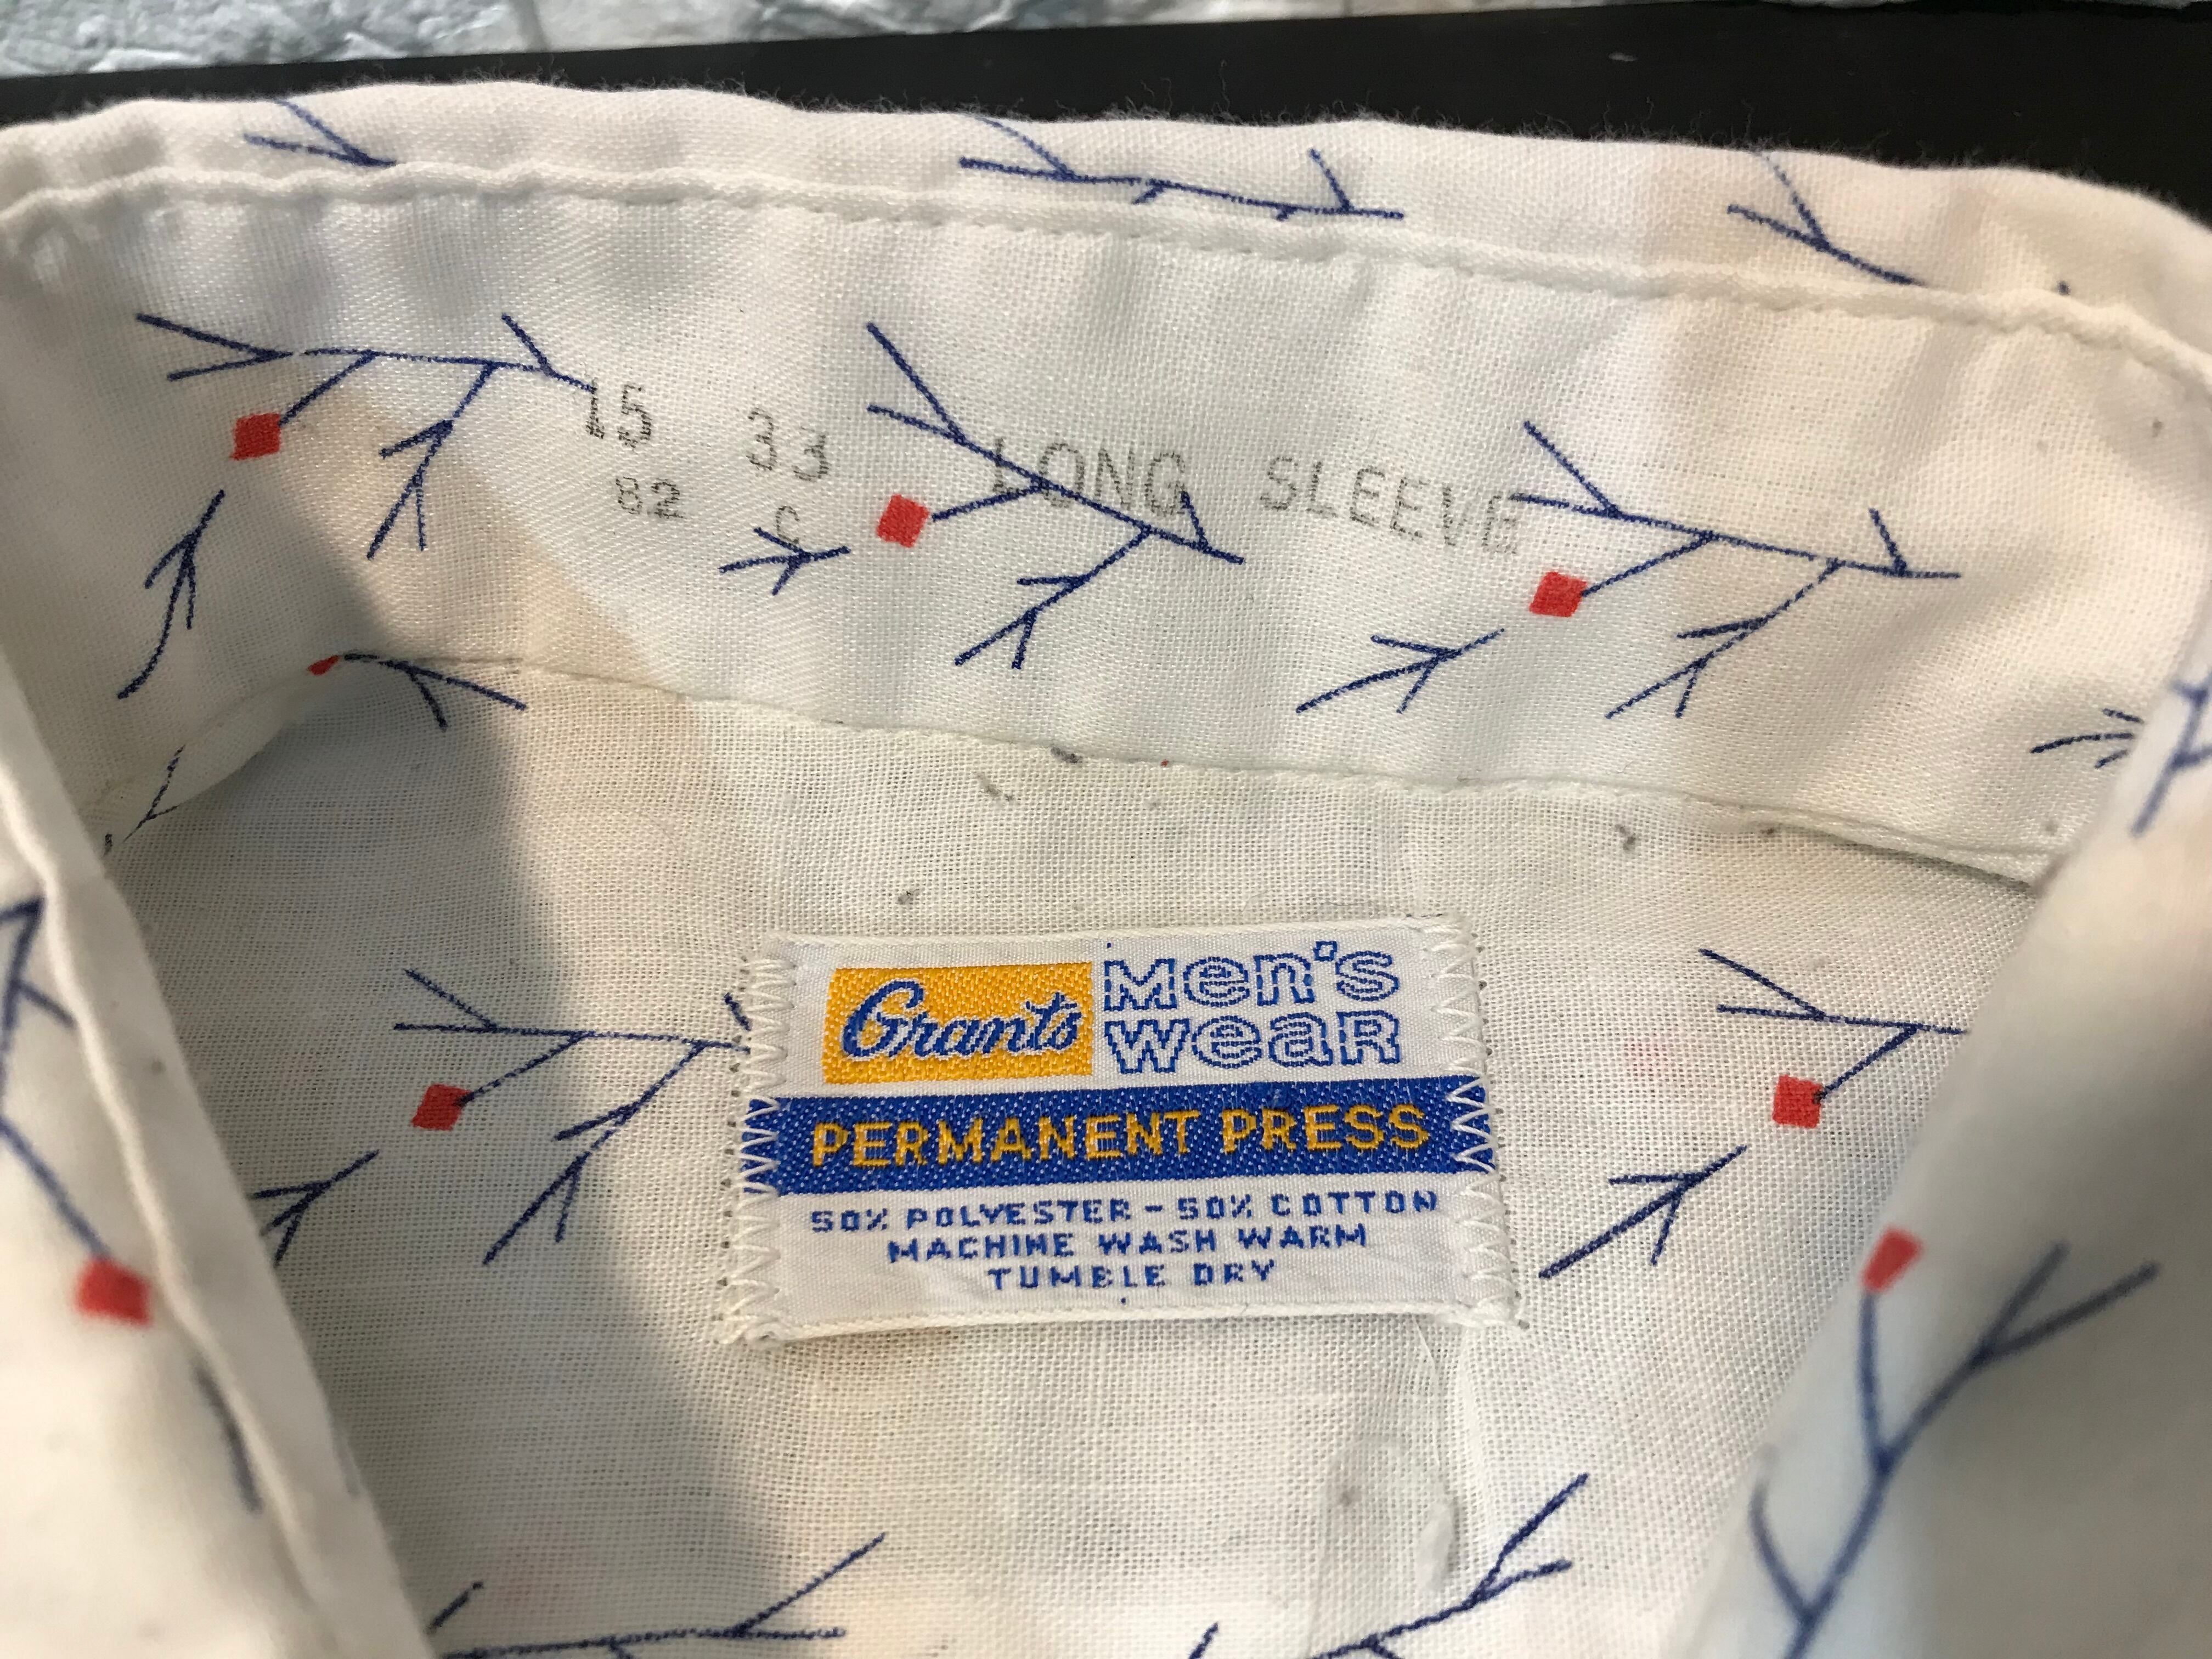 15 33 LONG SLEEVE
82 C
Grants Men's
wear
PERMANENT PRESS
50% POLYESTER - 50% COTTON
MACHINE WASH WARM
TUMBLE DRY